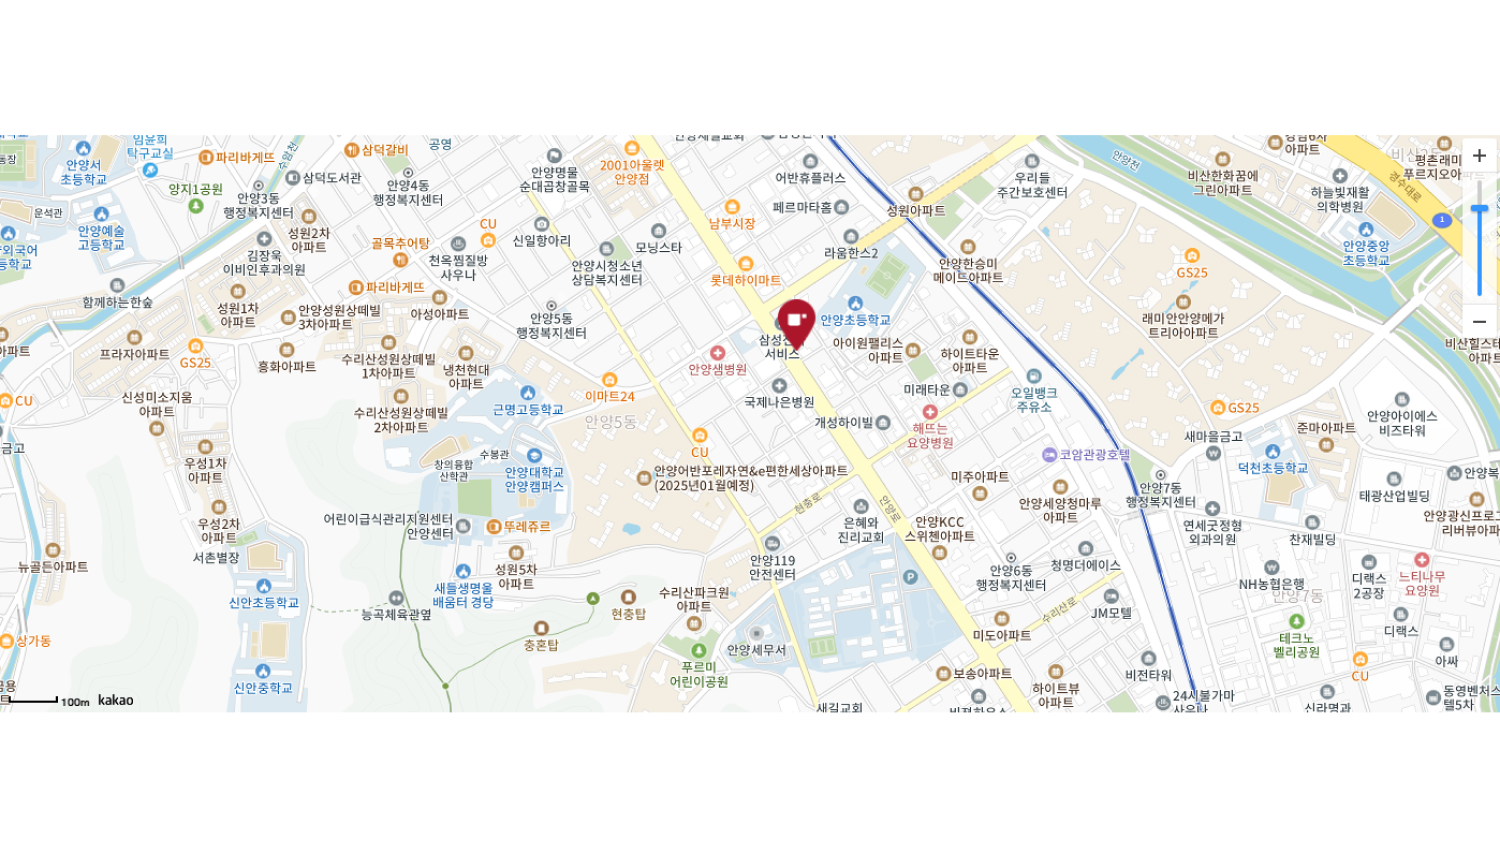 임윤희
탁구교실
공영
안양새설교회
경남6차
아파트
안양서
초등학교
파리바게뜨
삼덕갈비
수암천
2001아울렛
안양점
안양명물
순대곱창골목
어반휴플러스
우리들
주간보호센터
안양천
비산한화꿈에
그린아파트
비산2동
평촌래미
푸르지오아
경수대로
하늘빛재활
의학병원
1
양지1공원
안양3동
행정복지센터
삼덕도서관
안양4동
행정복지센터
운석관
안양예술
고등학교
성원2차
아파트
CU
신일항아리
남부시장
페르마타홈
성원아파트
안양중앙
초등학교
외국어
등학교
김장욱
이비인후과의원
골목추어탕
천옥찜질방
사우나
모닝스타
안양시청소년
상담복지센터
라움한스2
안양한승미
메이드아파트
GS25
롯데하이마트
함께하는한숲
성원1차
아파트
파리바게뜨
안양성원상떼빌
3차아파트
아성아파트
안양5동
행정복지센터
안양초등학교
래미안안양메가
트리아아파트
프라자아파트
GS25
흥화아파트
수리산성원상떼빌
1차아파트
냉천현대
아파트
안양샘병원
서비스
아이원팰리스
아파트
하이트타운
아파트
비산힐스테
아파트
CU
신성미소지움
아파트
수리산성원상떼빌
2차아파트
근명고등학교
이마트24
안양5동
국제나은병원
미래타운
오일뱅크
주유소
GS25
개성하이빌
해뜨는
요양병원
새마을금고
준마아파트
안양아이에스
비즈타워
금고
우성1차
아파트
수봉관
창의융합
산학관
안양대학교
안양캠퍼스
CU
안양어반포레자연&e편한세상아파트
(2025년01월예정)
코암관광호텔
미주아파트
덕천초등학교
안양7동
행정복지센터
태광산업빌딩
안양복
우성2차
아파트
어린이급식관리지원센터
안양센터
뚜레쥬르
현충로
안양로
은혜와
진리교회
안양KCC
스위첸아파트
안양세양청마루
아파트
연세굿정형
외과의원
찬재빌딩
안양광신프로그
리버뷰아파
서촌별장
뉴골든아파트
성원5차
아파트
안양119
안전센터
P
안양6동
행정복지센터
청명더에이스
NH농협은행
안양7동
디랙스
2공장
느티나무
요양원
신안초등학교
새들생명울
배움터 경당
능곡체육관옆
현충탑
수리산파크원
아파트
수리산로
JM모텔
테크노
밸리공원
디랙스
상가동
충혼탑
안양세무서
미도아파트
아싸
신안중학교
푸르미
어린이공원
보송아파트
하이트뷰
아파트
비전타워
CU
24시불가마
사우나
신라명과
동영벤처스
텔5차
새길교회
100m
kakao